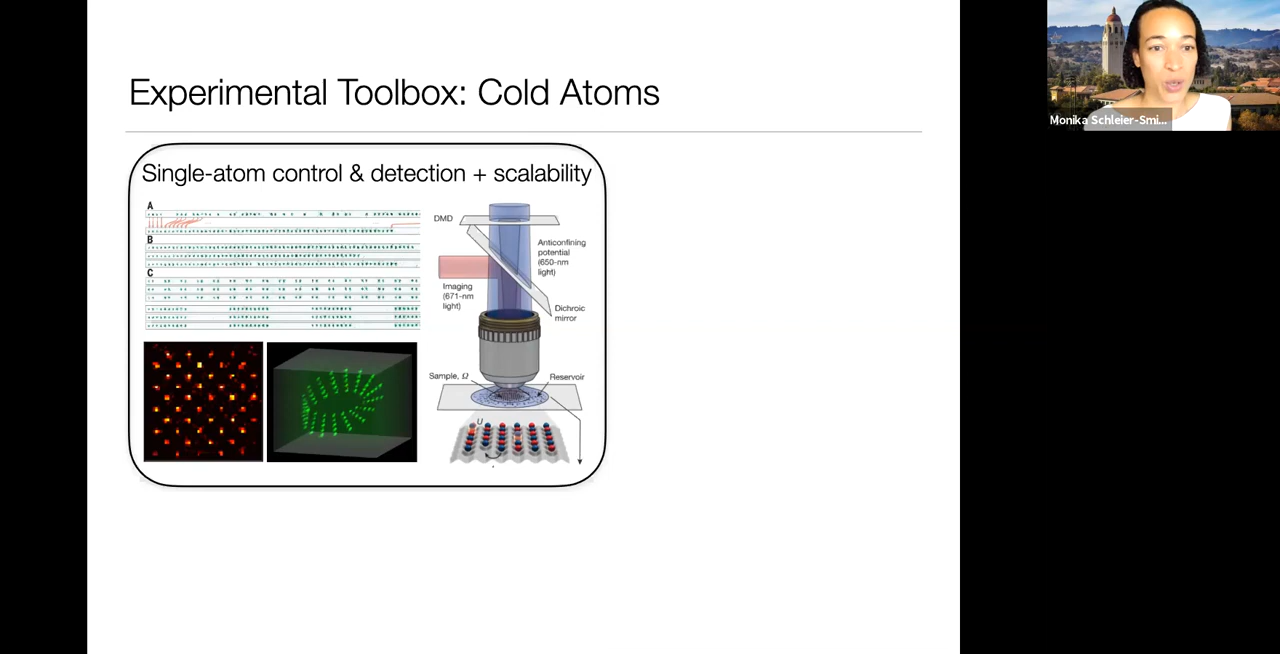 Experimental Toolbox: Cold Atoms
Monika Schleier-Smi...
Single-atom control & detection + scalability
A
B
C
DMD
Anticonfining
potential
(650-nm
light)
Imaging
(671-nm
light)
Dichroic
mirror
Sample, Ω
Reservoir
U